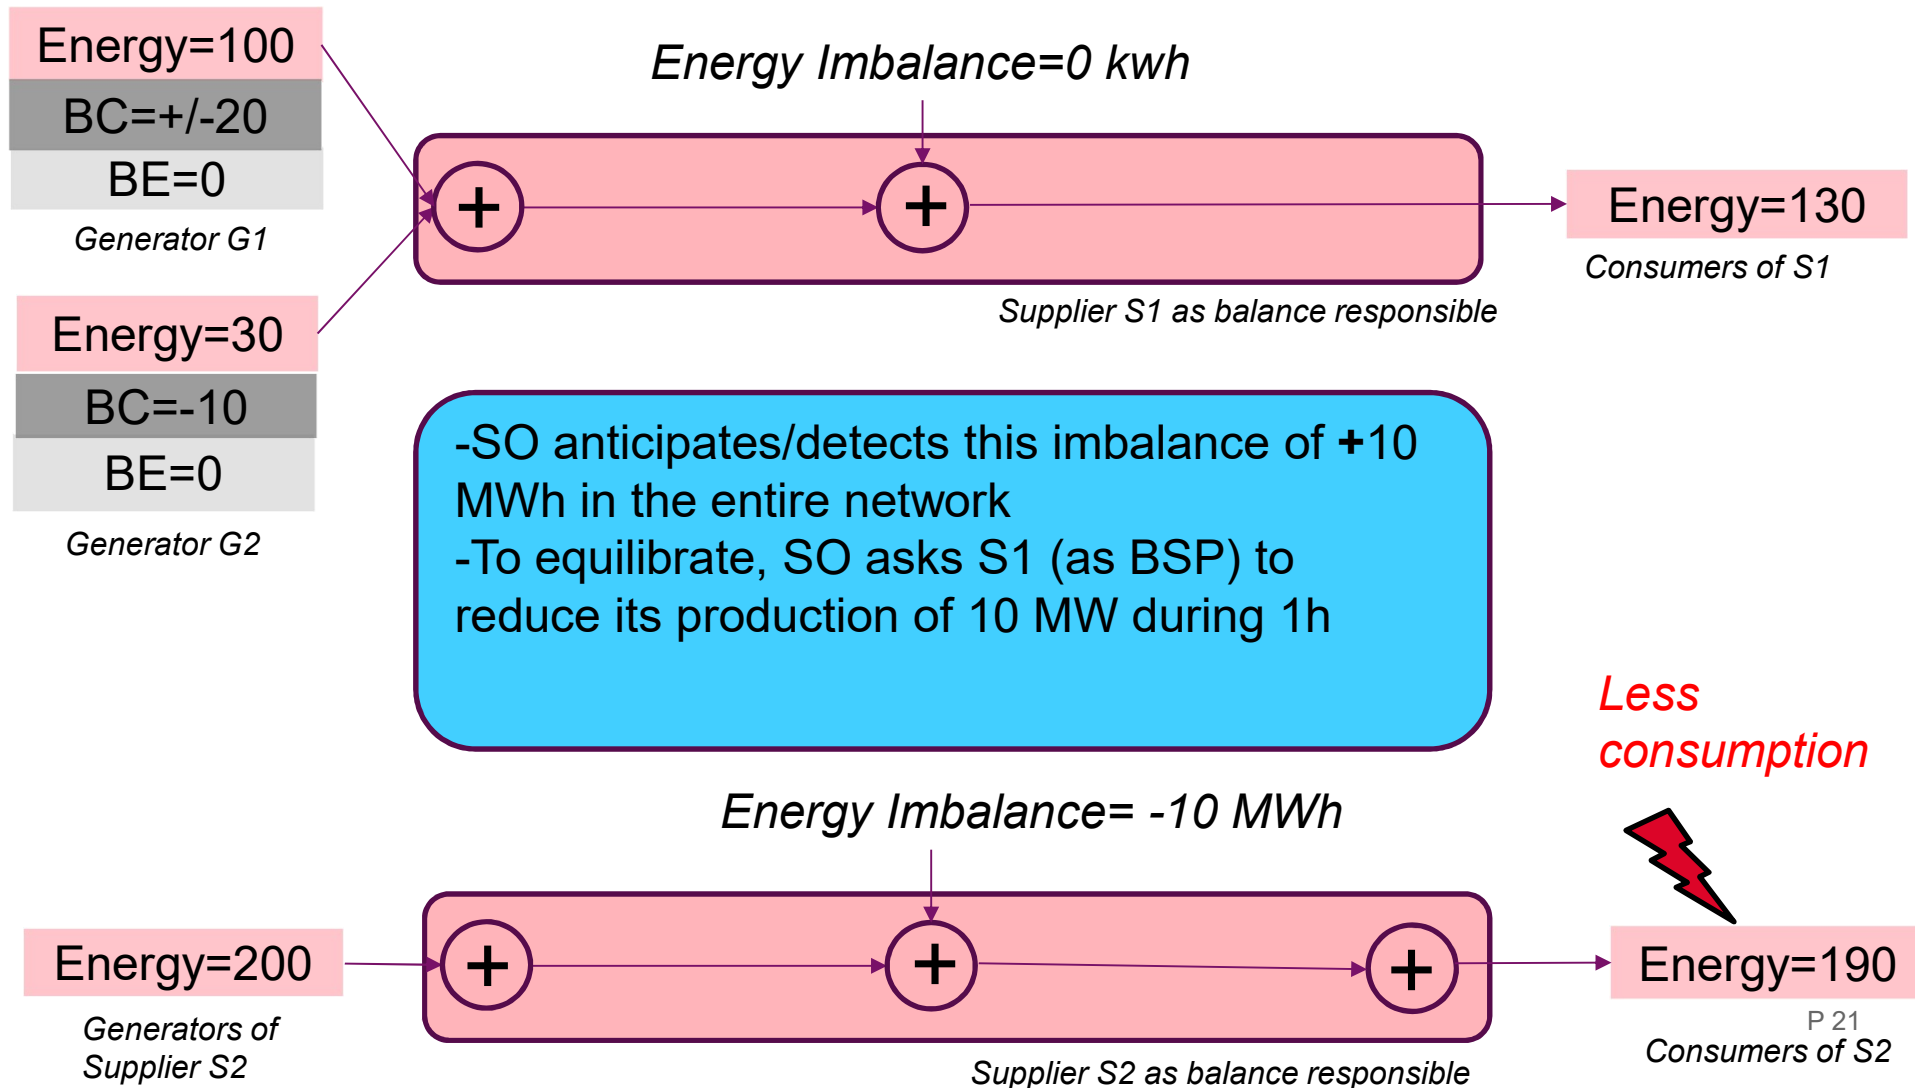 Energy=100
BC=+/-20
BE=0
Generator G1
Energy Imbalance=0 kwh
+
+
Energy=130
Consumers of S1
Supplier S1 as balance responsible
Energy=30
BC=-10
BE=0
Generator G2
-SO anticipates/detects this imbalance of +10
MWh in the entire network
-To equilibrate, SO asks S1 (as BSP) to
reduce its production of 10 MW during 1h
Less
consumption
Energy Imbalance= -10 MWh
Energy=200
+
+
+
Energy=190
Generators of
Supplier S2
Supplier S2 as balance responsible
P 21
Consumers of S2